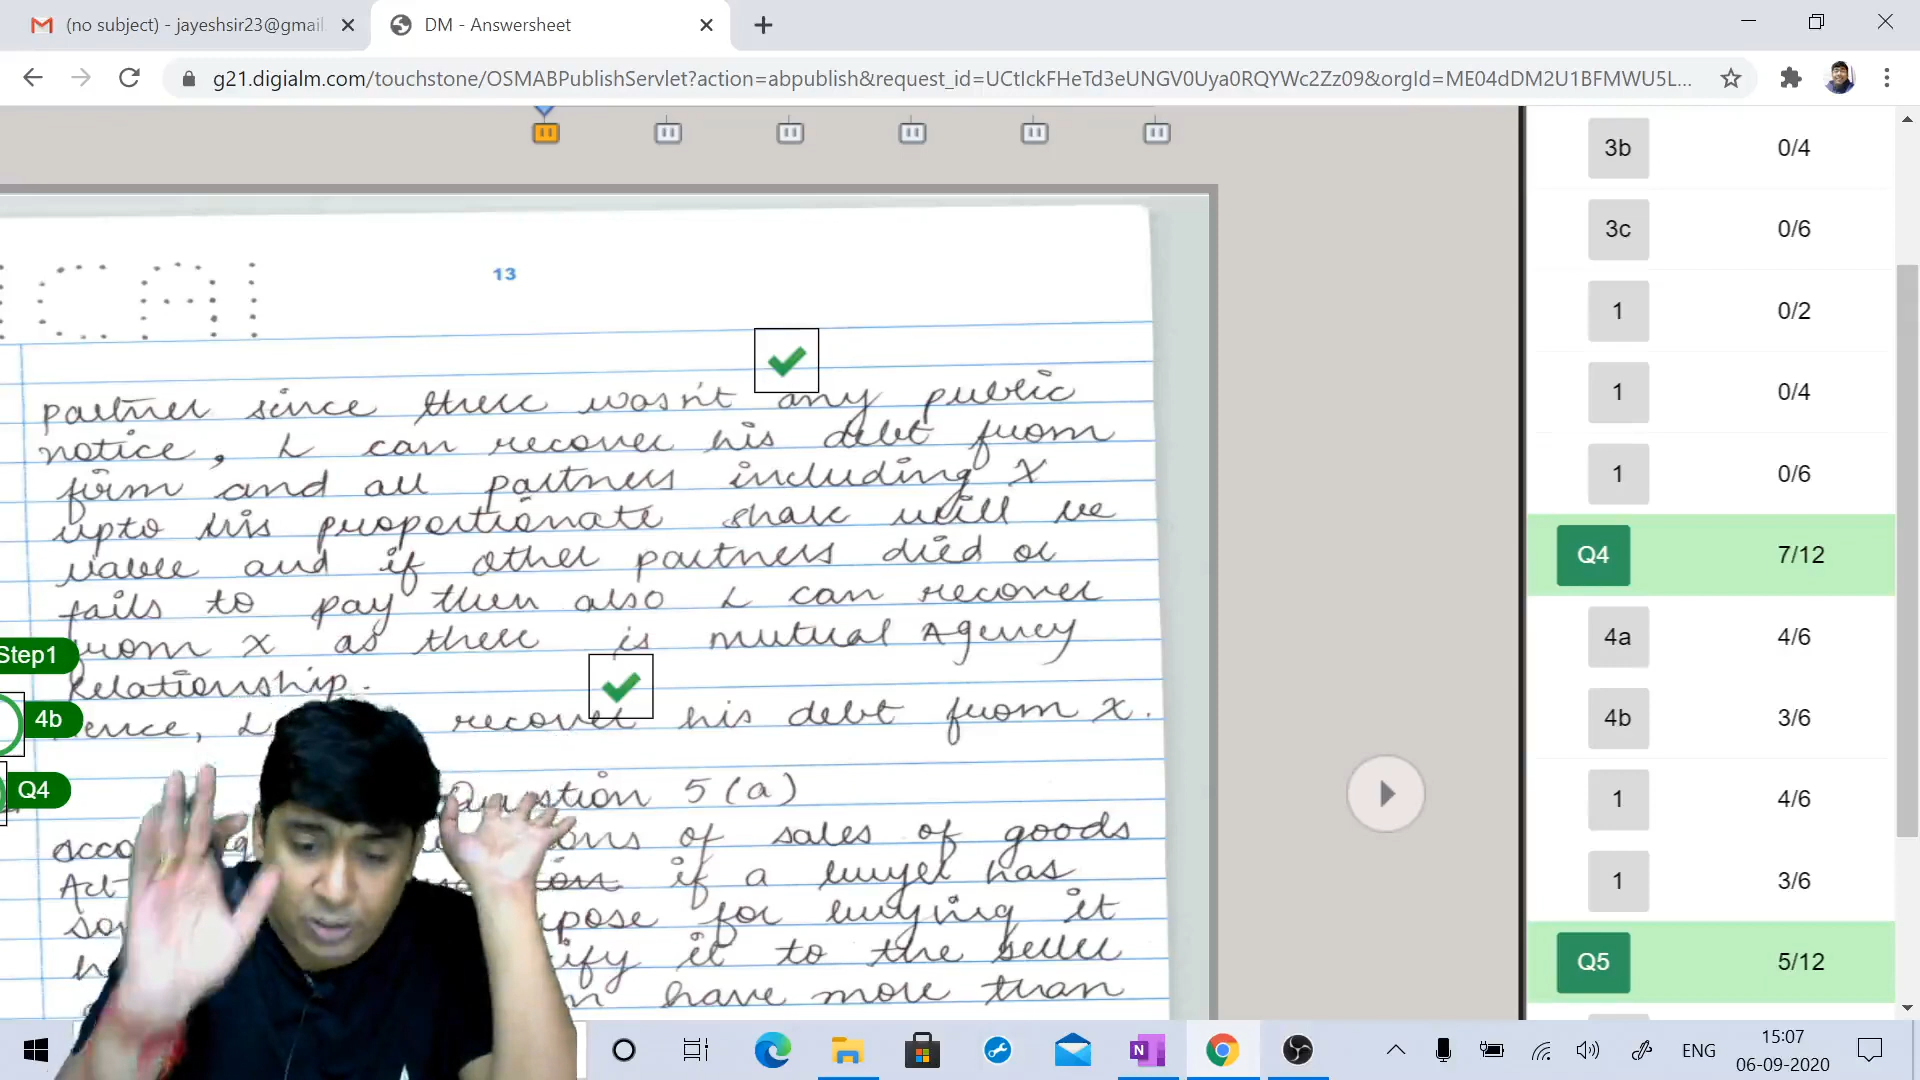 (no subject) - jayeshsir23@gmail
DM - Answersheet
g21.digialm.com/touchstone/OSMABPublishServlet?action=abpublish&request_id=UCtIckFHeTd3eUNGV0Uya0RQYWc2Zz09&orgId=ME04dDM2U1BFMWU5L...
ICAI
13
partner since there wasn't any public
notice, L can recover his debt from
firm and all partners including X
upto his proportionate share will be
liable and if other partners died or
fails to pay then also L can recover
from X as there is mutual Agency
Relationship.
Hence, L recover his debt from X.
Step1
4b
Q4
Question 5(a)
of sales of goods
Act if a buyer has
for buying it
it to the seller
have more than
3b 0/4
3c 0/6
1 0/2
1 0/4
1 0/6
Q4 7/12
4a 4/6
4b 3/6
1 4/6
1 3/6
Q5 5/12
N
ENG
15:07
06-09-2020